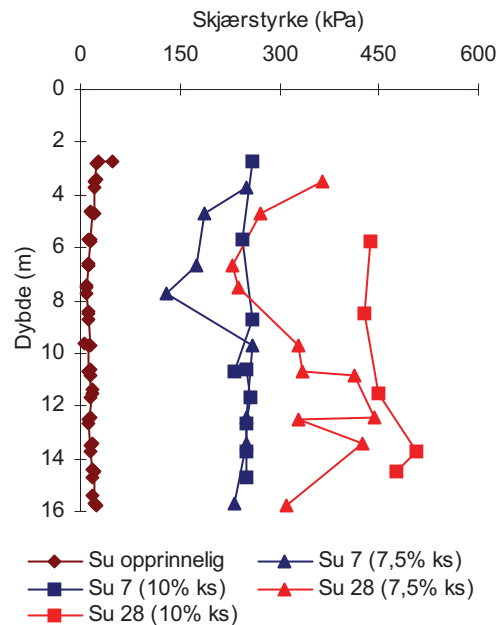 Skjærstyrke (kPa)
0 150 300 450 600
0
2
4
6
8
10
12
14
16
Dybde (m)
Su opprinnelig Su 7 (7,5% ks)
Su 7 (10% ks) Su 28 (7,5% ks)
Su 28 (10% ks)